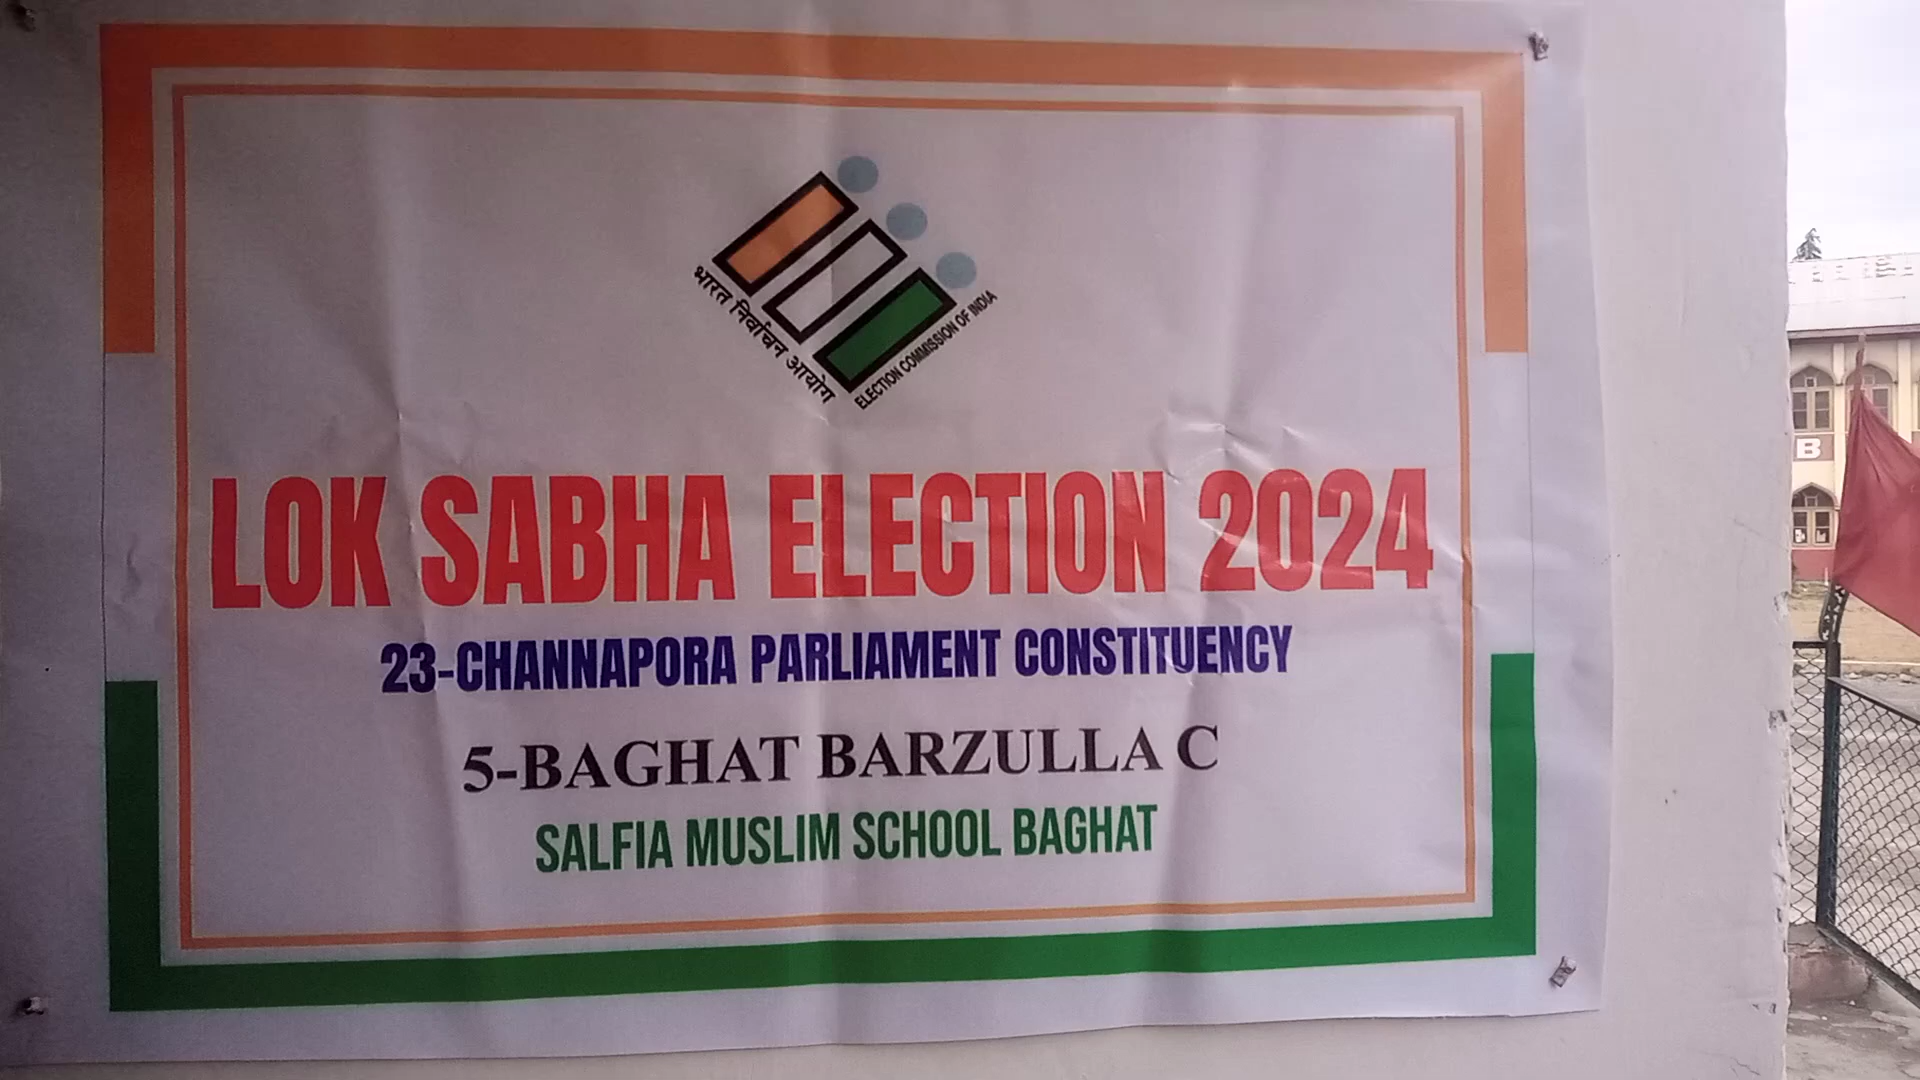 भारत निर्वाचन आयोग
ELECTION COMMISSION OF INDIA
LOK SABHA ELECTION 2024
23-CHANNAPORA PARLIAMENT CONSTITUENCY
5-BAGHAT BARZULLA C
SALFIA MUSLIM SCHOOL BAGHAT
B